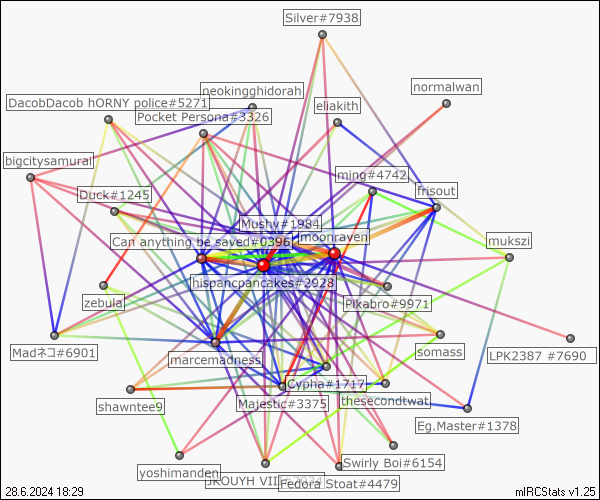 Silver#7938
normalwan
neokingghidorah
DacobDacob hORNY police#5271
eliakith
Pocket Persona#3326
bigcitysamurai
ming#4742
frisout
Duck#1245
Mushy#1984
moonraven
Can anything be saved#0396
mukszi
hispancpancakes#2928
Pikabro#9971
zebula
Madネコ#6901
somass
LPK2387 #7690
marcemadness
Cypha#1717
shawntee9
Majestic#3375
thesecondtwat
Eg.Master#1378
Swirly Boi#6154
yoshimanden
JKOUYH VII
Fedora Stoat#4479
28.6.2024 18:29
mIRCStats v1.25